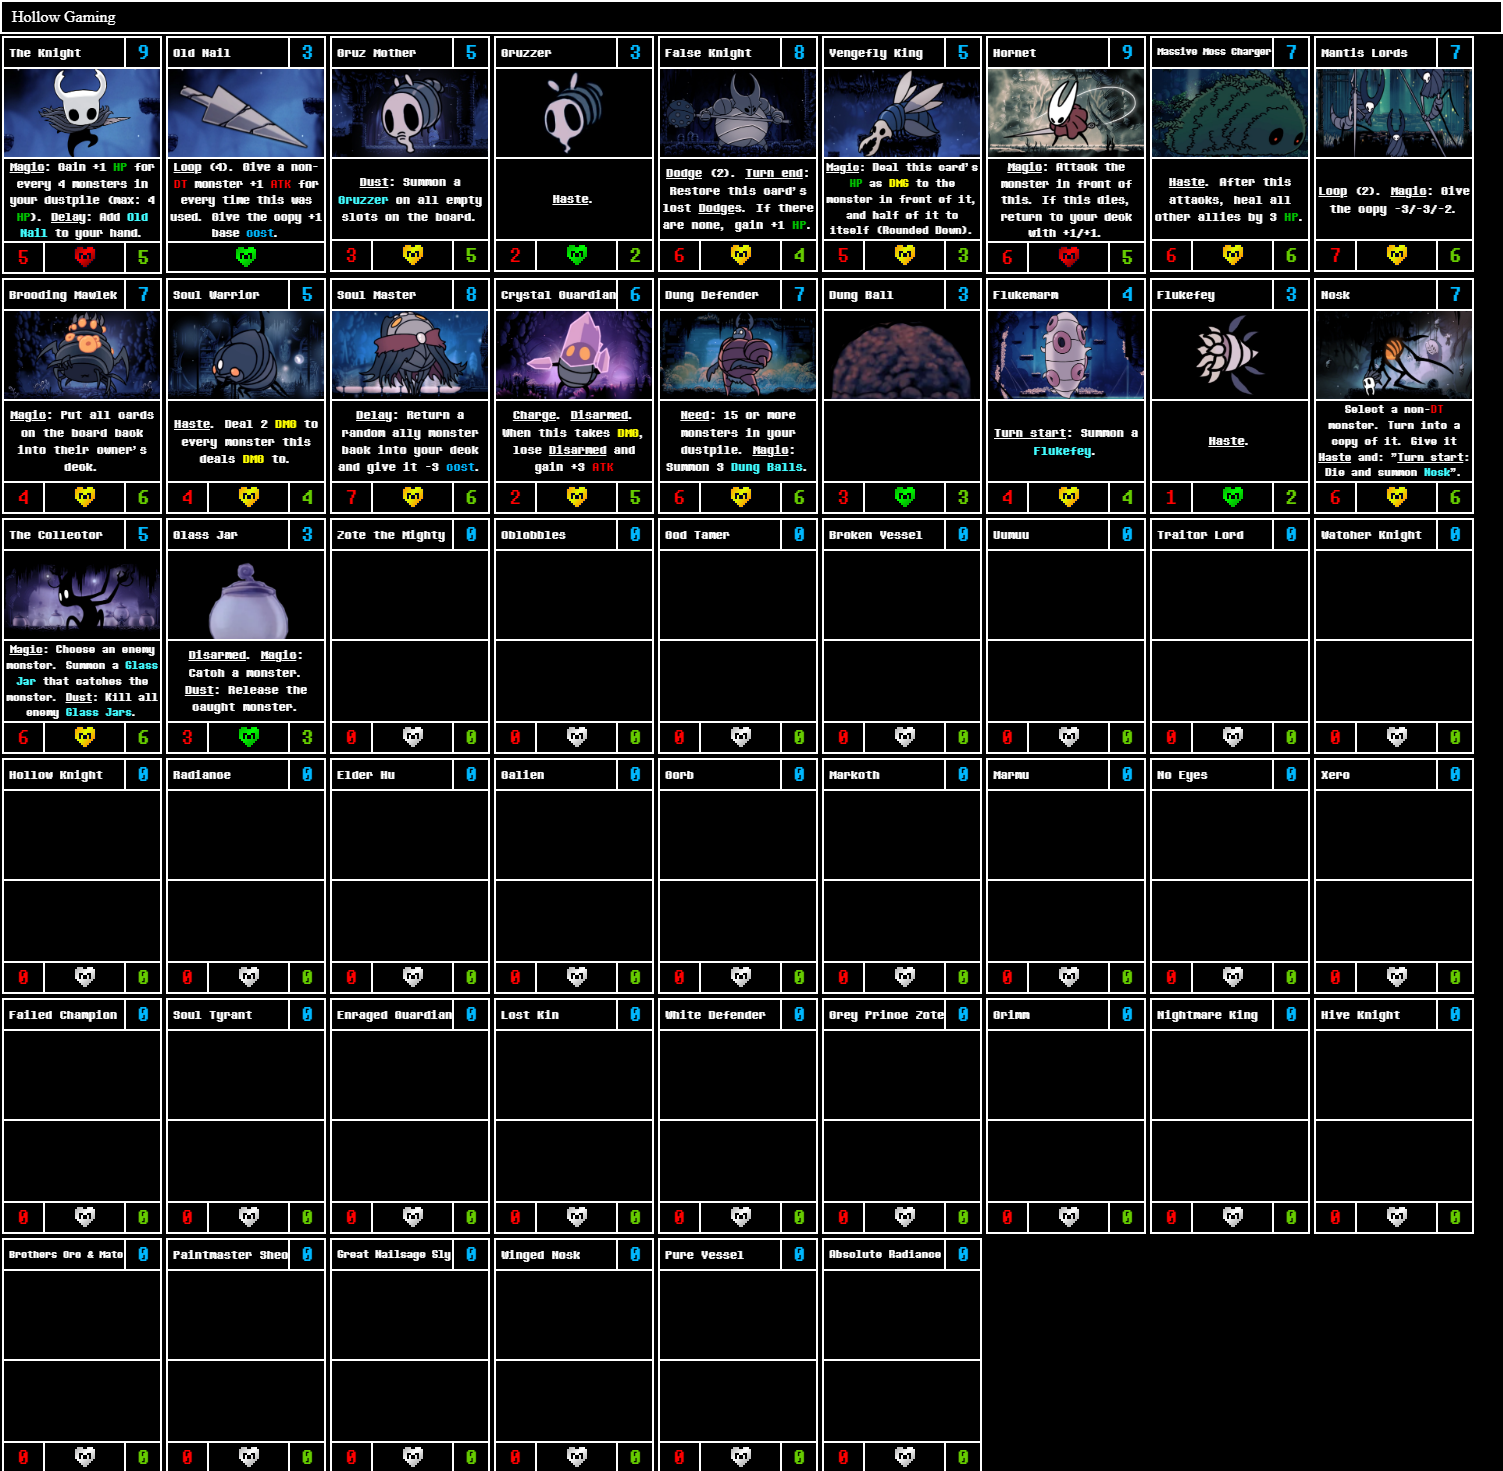 Hollow Gaming
The Knight 9
Magic: Gain +1 HP for
every 4 monsters in
your dustpile (max: 4
HP). Delay: Add Old
Nail to your hand.
5 5
Old Nail 3
Loop (4). Give a non-
DT monster +1 ATK for
every time this was
used. Give the copy +1
base cost.
Gruz Mother 5
Dust: Summon a
Gruzzer on all empty
slots on the board.
3 5
Gruzzer 3
Haste.
2 2
False Knight 8
Dodge (2). Turn end:
Restore this card's
lost Dodges. If there
are none, gain +1 HP.
6 4
Vengefly King 5
Magic: Deal this card's
HP as DMG to the
monster in front of it,
and half of it to
itself (Rounded Down).
5 3
Hornet 9
Magic: Attack the
monster in front of
this. If this dies,
return to your deck
with +1/+1.
6 5
Massive Moss Charger 7
Haste. After this
attacks, heal all
other allies by 3 HP.
6 6
Mantis Lords 7
Loop (2). Magic: Give
the copy -3/-3/-2.
7 6
Brooding Mawlek 7
Magic: Put all cards
on the board back
into their owner's
deck.
4 6
Soul Warrior 5
Haste. Deal 2 DMG to
every monster this
deals DMG to.
4 4
Soul Master 8
Delay: Return a
random ally monster
back into your deck
and give it -3 cost.
7 6
Crystal Guardian 6
Charge. Disarmed.
When this takes DMG,
lose Disarmed and
gain +3 ATK
2 5
Dung Defender 7
Need: 15 or more
monsters in your
dustpile. Magic:
Summon 3 Dung Balls.
6 6
Dung Ball 3
3 3
Flukemarm 4
Turn start: Summon a
Flukefey.
4 4
Flukefey 3
Haste.
1 2
Nosk 7
Select a non-DT
monster. Turn into a
copy of it. Give it
Haste and: "Turn start:
Die and summon Nosk".
6 6
The Collector 5
Magic: Choose an enemy
monster. Summon a Glass
Jar that catches the
monster. Dust: Kill all
enemy Glass Jars.
6 6
Glass Jar 3
Disarmed. Magic:
Catch a monster.
Dust: Release the
caught monster.
3 3
Zote the Mighty 0
0 0
Oblobbles 0
0 0
God Tamer 0
0 0
Broken Vessel 0
0 0
Uumuu 0
0 0
Traitor Lord 0
0 0
Watcher Knight 0
0 0
Hollow Knight 0
0 0
Radiance 0
0 0
Elder Hu 0
0 0
Galien 0
0 0
Gorb 0
0 0
Markoth 0
0 0
Marmu 0
0 0
No Eyes 0
0 0
Xero 0
0 0
Failed Champion 0
0 0
Soul Tyrant 0
0 0
Enraged Guardian 0
0 0
Lost Kin 0
0 0
White Defender 0
0 0
Grey Prince Zote 0
0 0
Grimm 0
0 0
Nightmare King 0
0 0
Hive Knight 0
0 0
Brothers Oro & Mato 0
0 0
Paintmaster Sheo 0
0 0
Great Nailsage Sly 0
0 0
Winged Nosk 0
0 0
Pure Vessel 0
0 0
Absolute Radiance 0
0 0